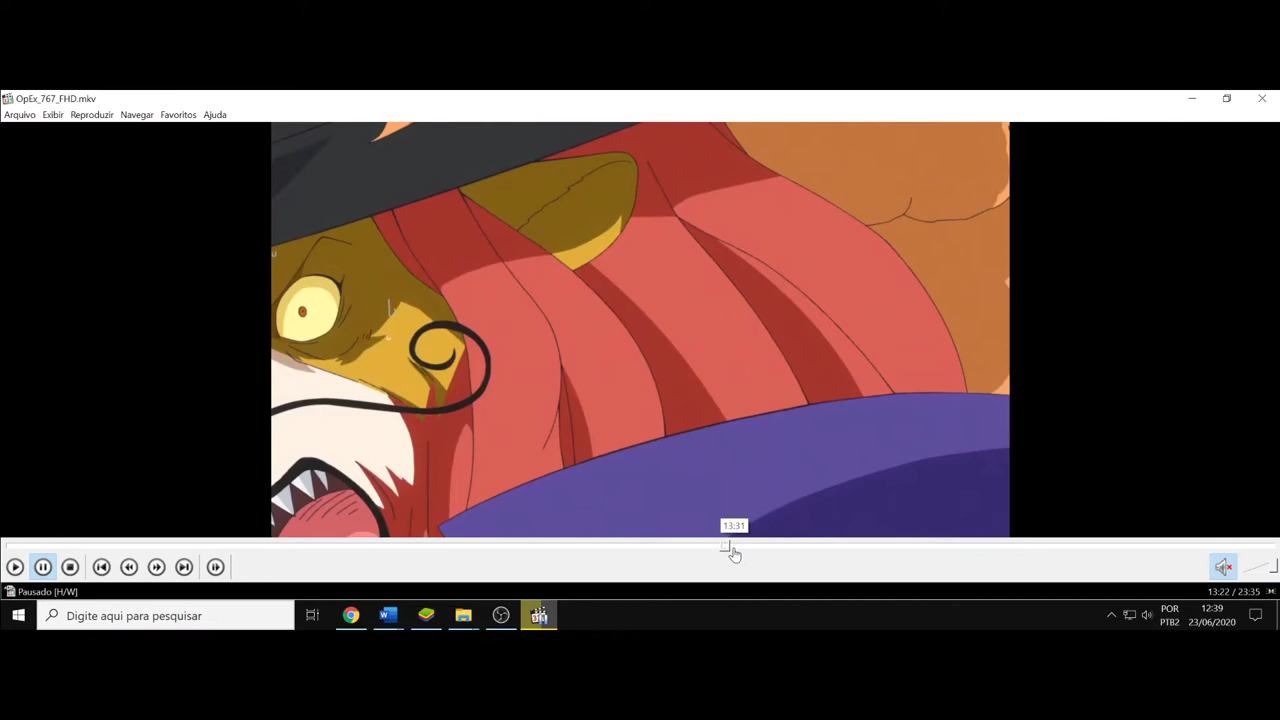 OpEx_767_FHD.mkv
Arquivo Exibir Reproduzir Navegar Favoritos Ajuda
13:31
Pausado [H/W]
13:22 / 23:35
Digite aqui para pesquisar
POR
PTB2
12:39
23/06/2020